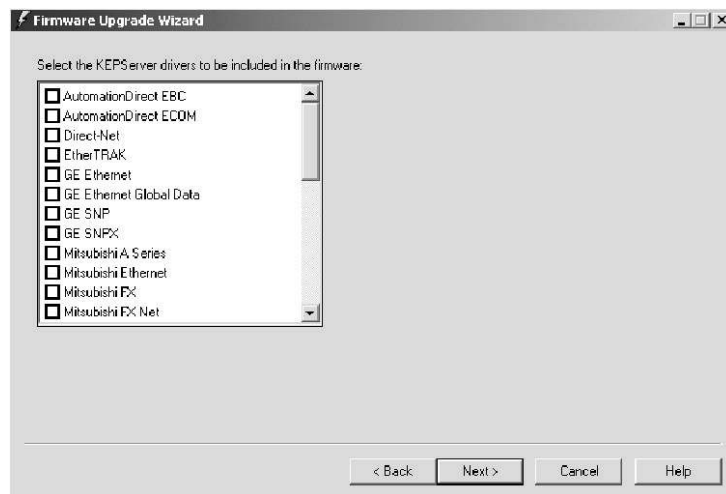 Firmware Upgrade Wizard
Select the KEPServer drivers to be included in the firmware:
AutomationDirect EBC
AutomationDirect ECOM
Direct-Net
EtherTRAK
GE Ethernet
GE Ethernet Global Data
GE SNP
GE SNPX
Mitsubishi A Series
Mitsubishi Ethernet
Mitsubishi FX
Mitsubishi FX Net
< Back Next > Cancel Help